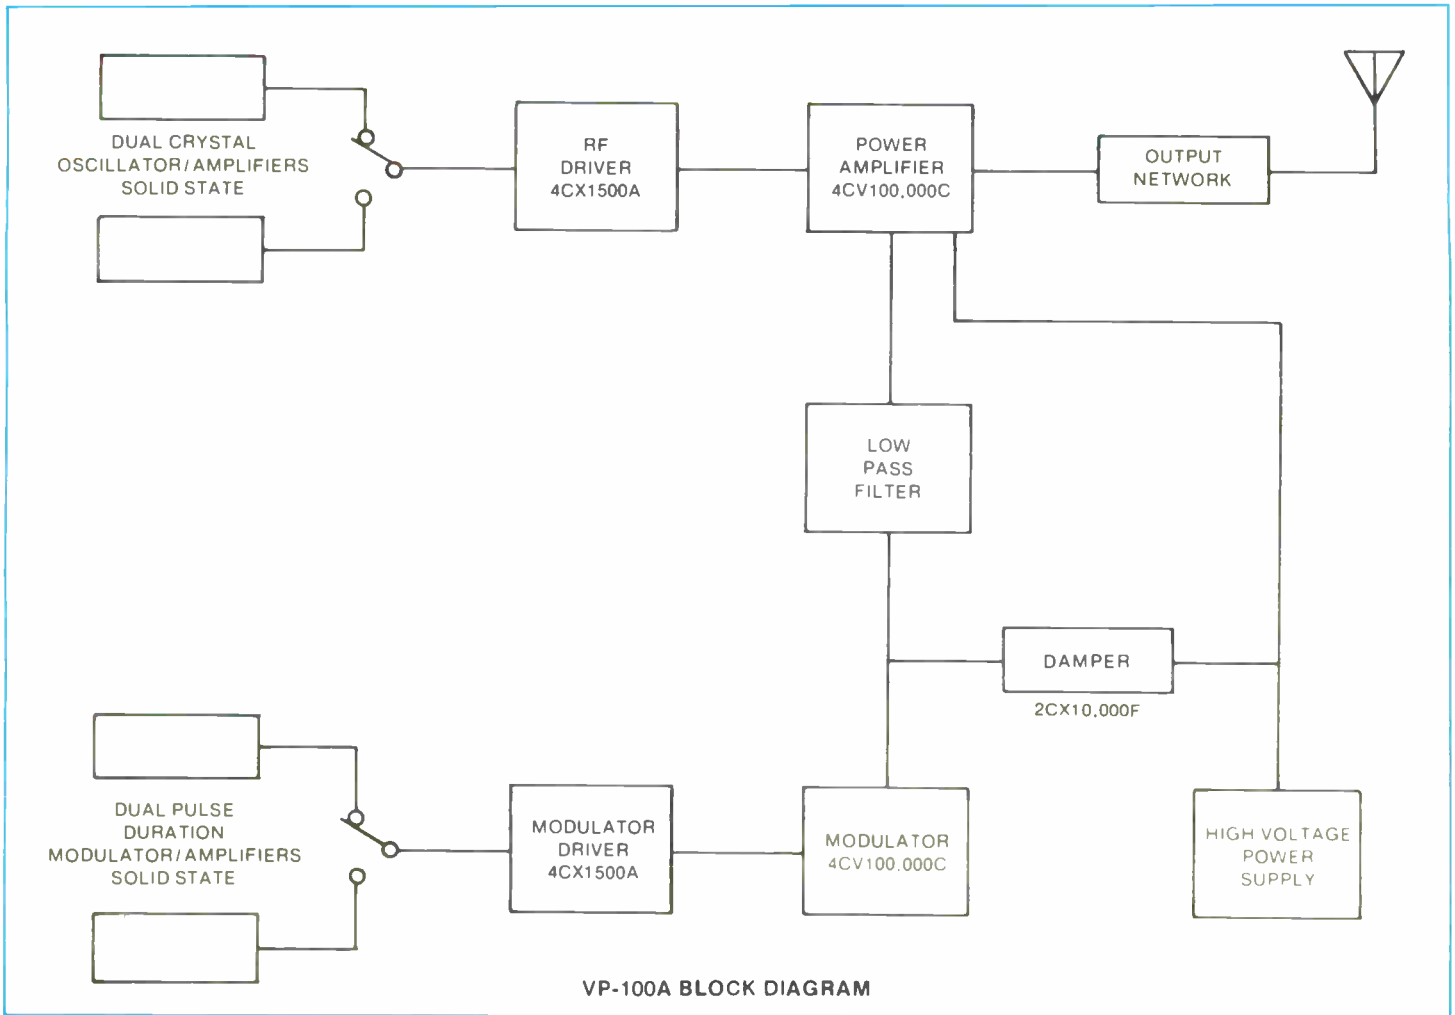 DUAL CRYSTAL
OSCILLATOR/AMPLIFIERS
SOLID STATE
RF
DRIVER
4CX1500A
POWER
AMPLIFIER
4CV100,000C
OUTPUT
NETWORK
LOW
PASS
FILTER
DAMPER
2CX10,000F
DUAL PULSE
DURATION
MODULATOR/AMPLIFIERS
SOLID STATE
MODULATOR
DRIVER
4CX1500A
MODULATOR
4CV100,000C
HIGH VOLTAGE
POWER
SUPPLY
VP-100A BLOCK DIAGRAM